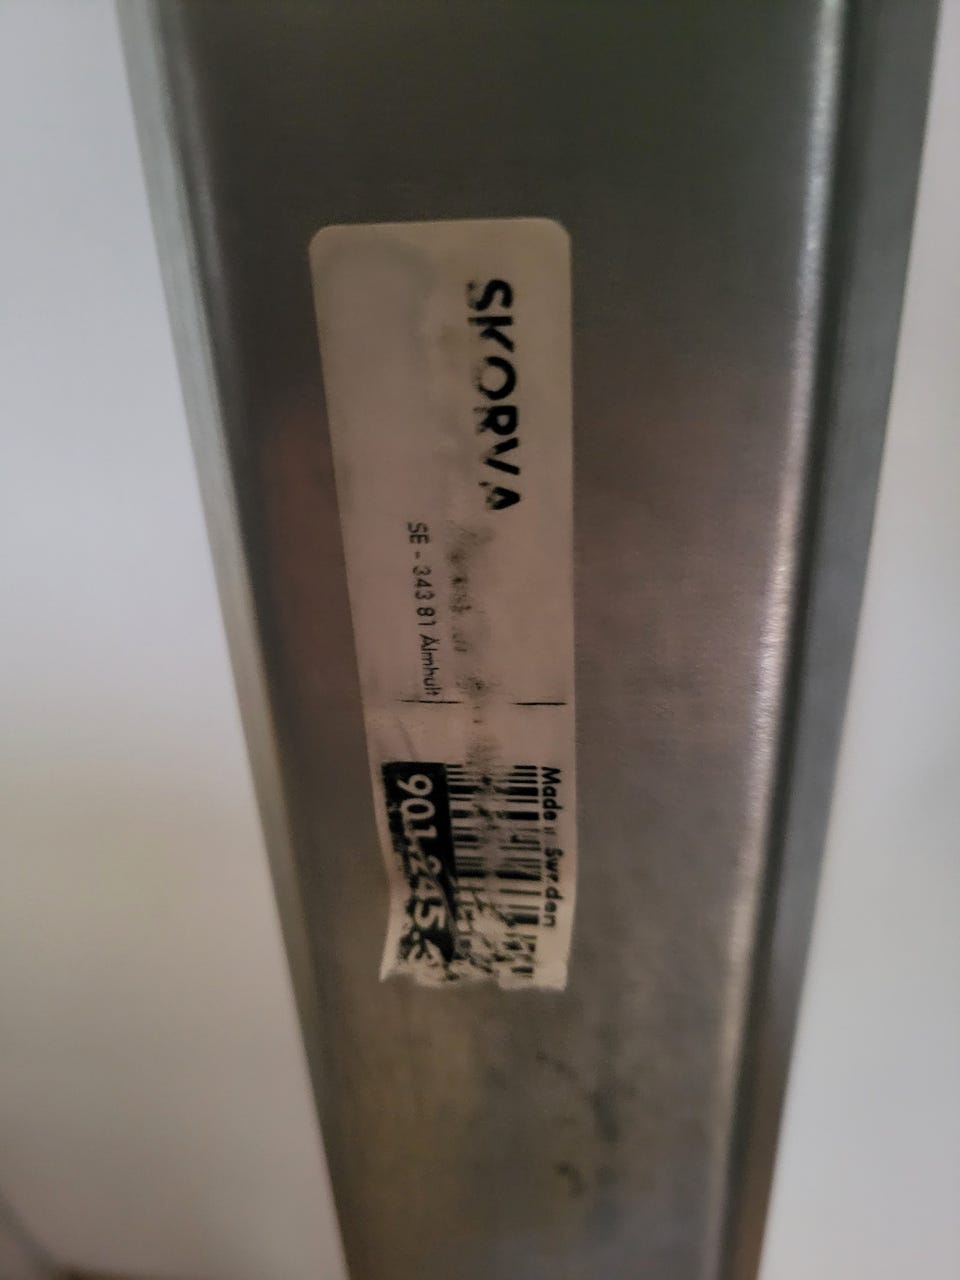 SKORVA
SE - 343 81 Älmhult
Made in Sweden
901.245.